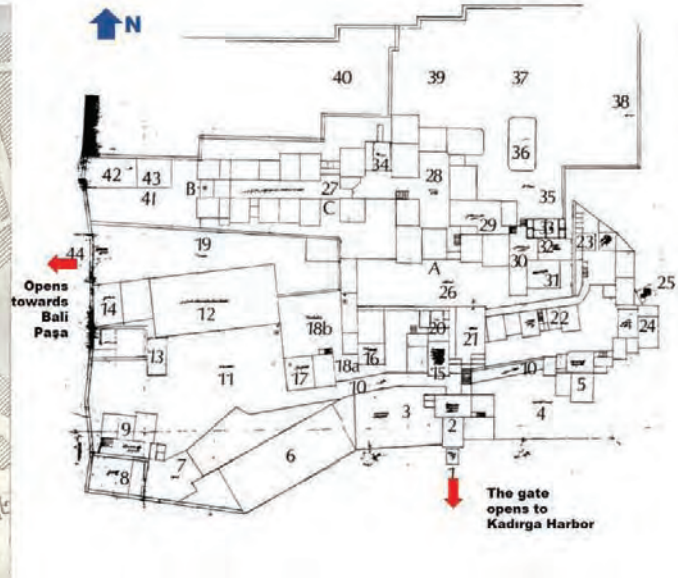 N
40 39 37
38
36
42 43 34 28
B 27 35
41 C
29 33
44 19 30 32 23
Opens
towards
Bali
Paşa
A 31 25
26
14 12 18b 20 21 22 24
13 18a 16 15
11 17 10 10 5
3 4
9 2
7 6
8 1
The gate
opens to
Kadırga Harbor